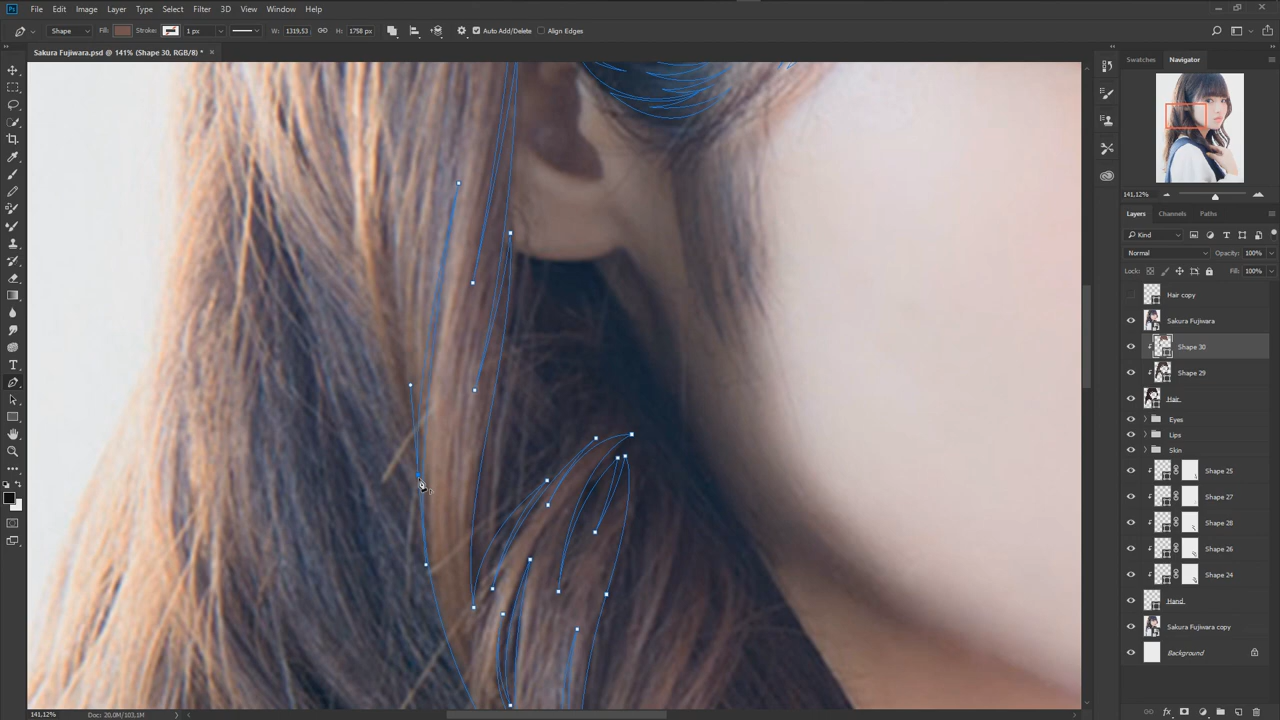 Ps File Edit Image Layer Type Select Filter 3D View Window Help
Shape Fill: Stroke: 1 px W: 1319,53 H: 1758 px Auto Add/Delete Align Edges
Sakura Fujiwara.psd @ 141% (Shape 30, RGB/8) * ×
Swatches Navigator
141,12%
Layers Channels Paths
Kind
Normal Opacity: 100%
Lock: Fill: 100%
Hair copy
Sakura Fujiwara
Shape 30
Shape 29
Hair
Eyes
Lips
Skin
Shape 25
Shape 27
Shape 28
Shape 26
Shape 24
Hand
Sakura Fujiwara copy
Background
141,12% Doc: 20,0M/103,1M